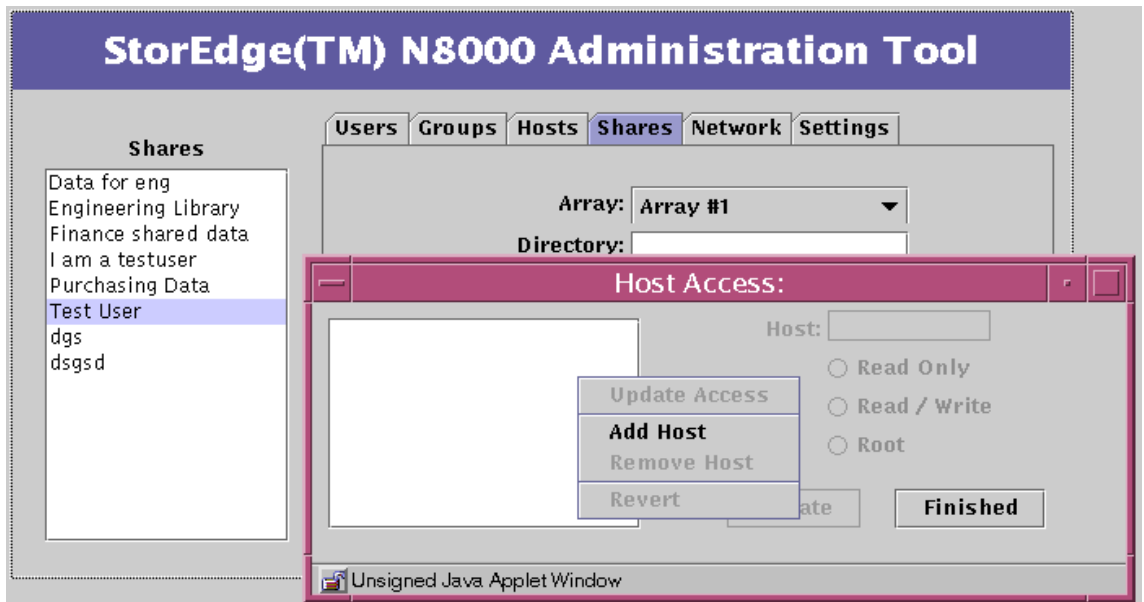 StorEdge(TM) N8000 Administration Tool
Users Groups Hosts Shares Network Settings
Shares
Data for eng
Engineering Library
Finance shared data
I am a testuser
Purchasing Data
Test User
dgs
dsgsd
Array: Array #1
Directory:
Host Access:
Host:
Read Only
Read / Write
Root
Update Access
Add Host
Remove Host
Revert
ate
Finished
Unsigned Java Applet Window